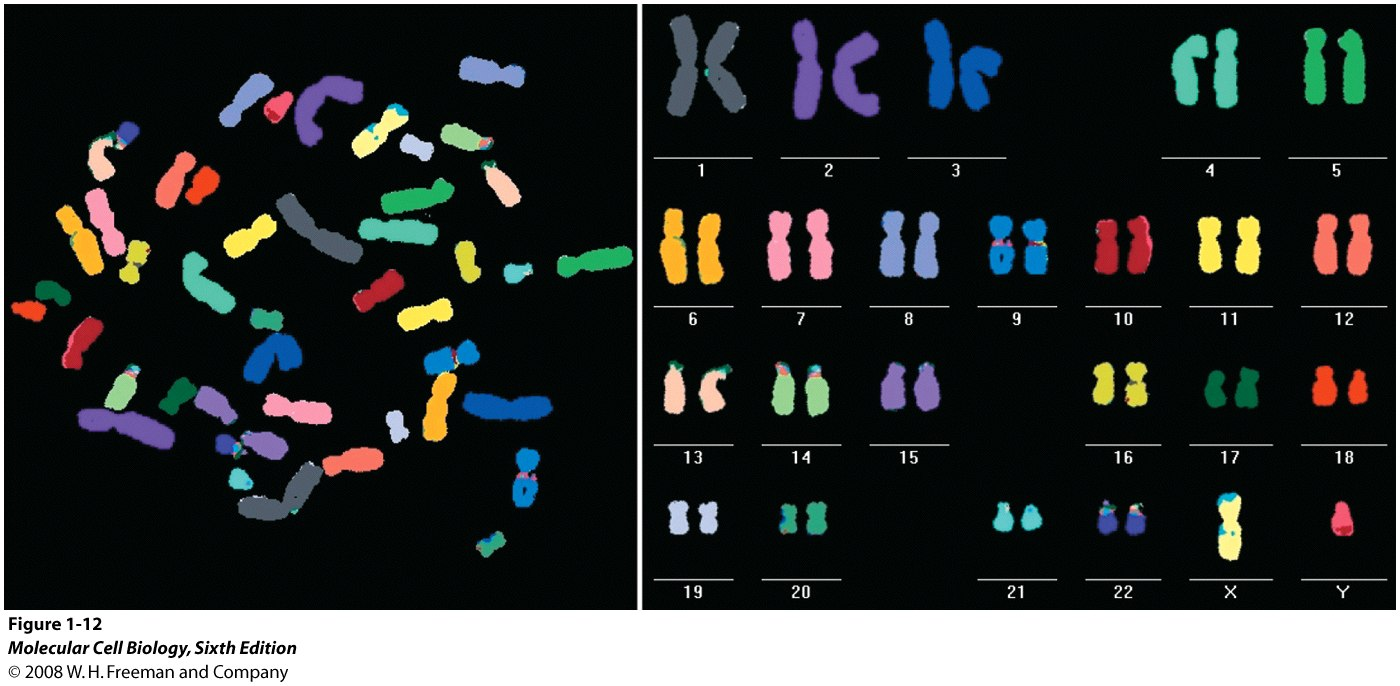 1 2 3 4 5
6 7 8 9 10 11 12
13 14 15 16 17 18
19 20 21 22 X Y
Figure 1-12
Molecular Cell Biology, Sixth Edition
© 2008 W. H. Freeman and Company